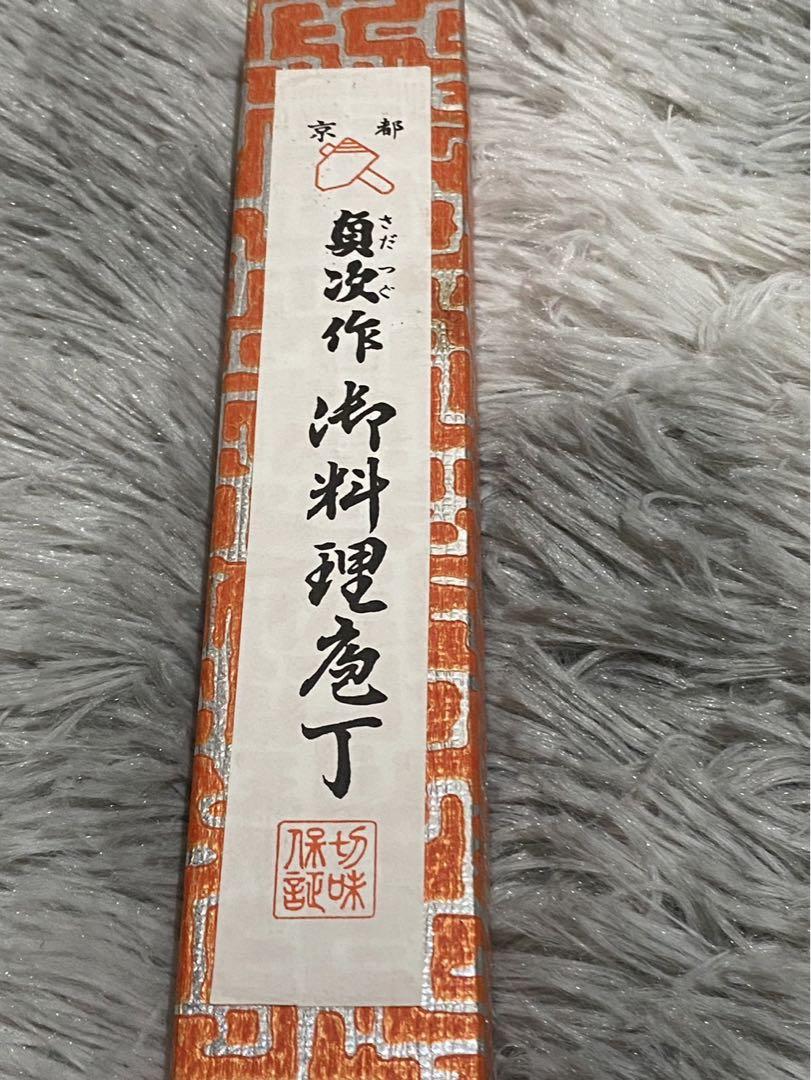 京都
貞次作 御料理庖丁
さだつぐ
切味
保証